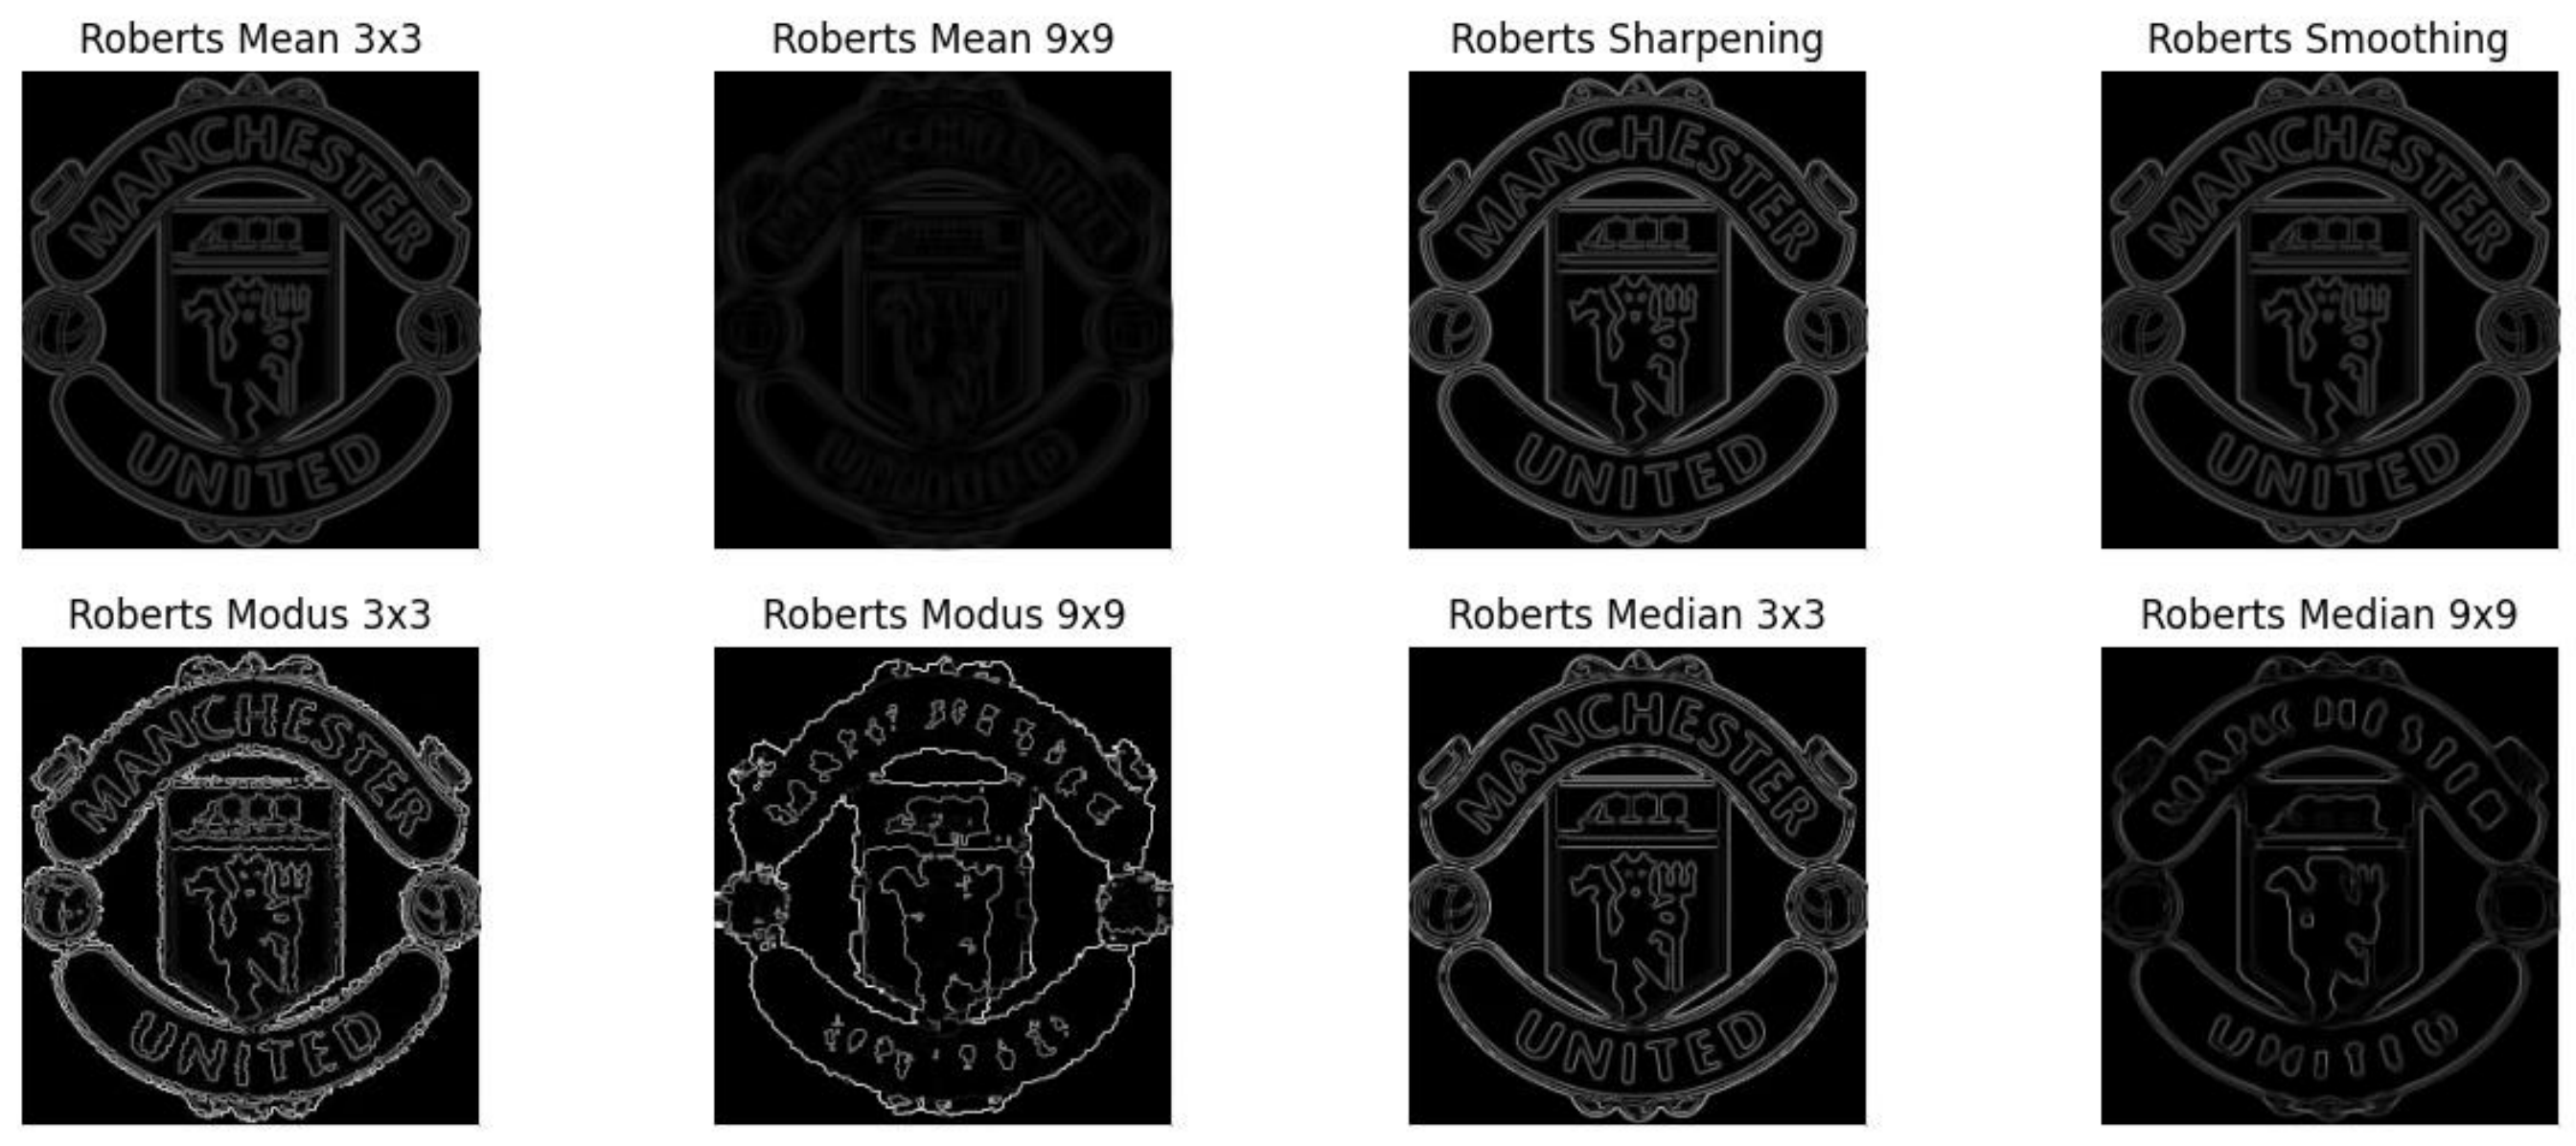 Roberts Mean 3x3
Roberts Mean 9x9
Roberts Sharpening
Roberts Smoothing
MANCHESTER
UNITED
MANCHESTER
UNITED
MANCHESTER
UNITED
Roberts Modus 3x3
Roberts Modus 9x9
Roberts Median 3x3
Roberts Median 9x9
MANCHESTER
UNITED
MANCHESTER
UNITED